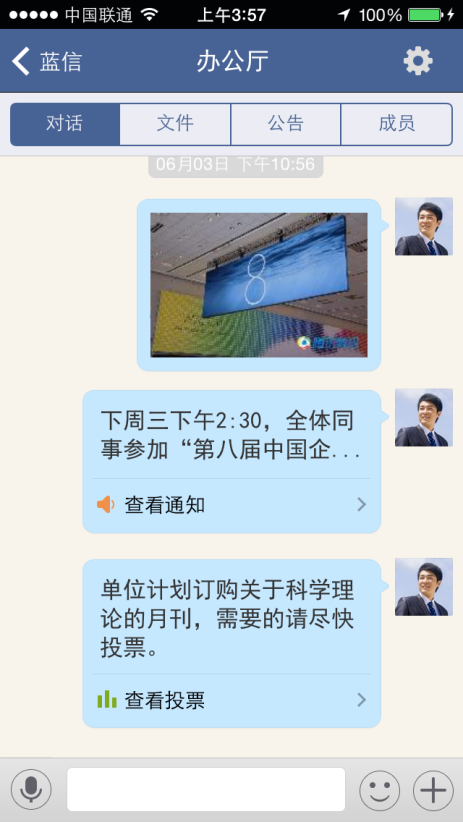 中国联通
上午3:57
100%
蓝信
办公厅
对话
文件
公告
成员
06月03日 下午10:56
8
下周三下午2:30，全体同
事参加“第八届中国企...
查看通知
单位计划订购关于科学理
论的月刊，需要的请尽快
投票。
查看投票